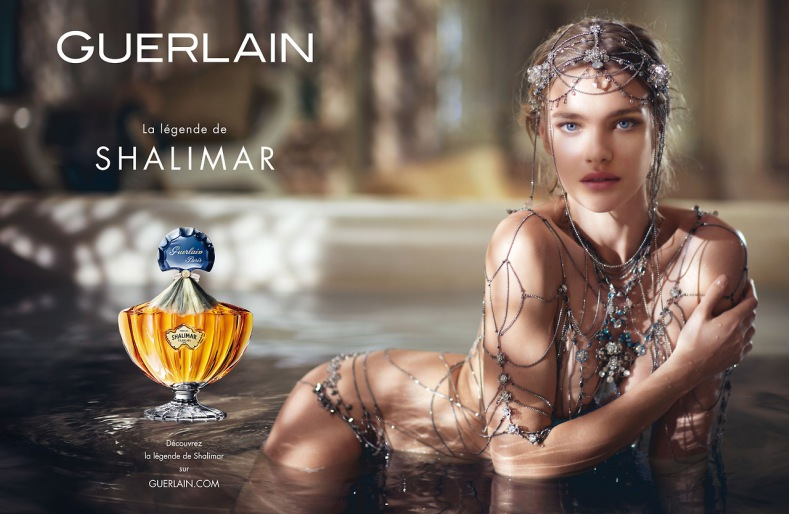 GUERLAIN
La légende de
SHALIMAR
Guerlain
Paris
SHALIMAR
Découvrez
la légende de Shalimar
sur
GUERLAIN.COM